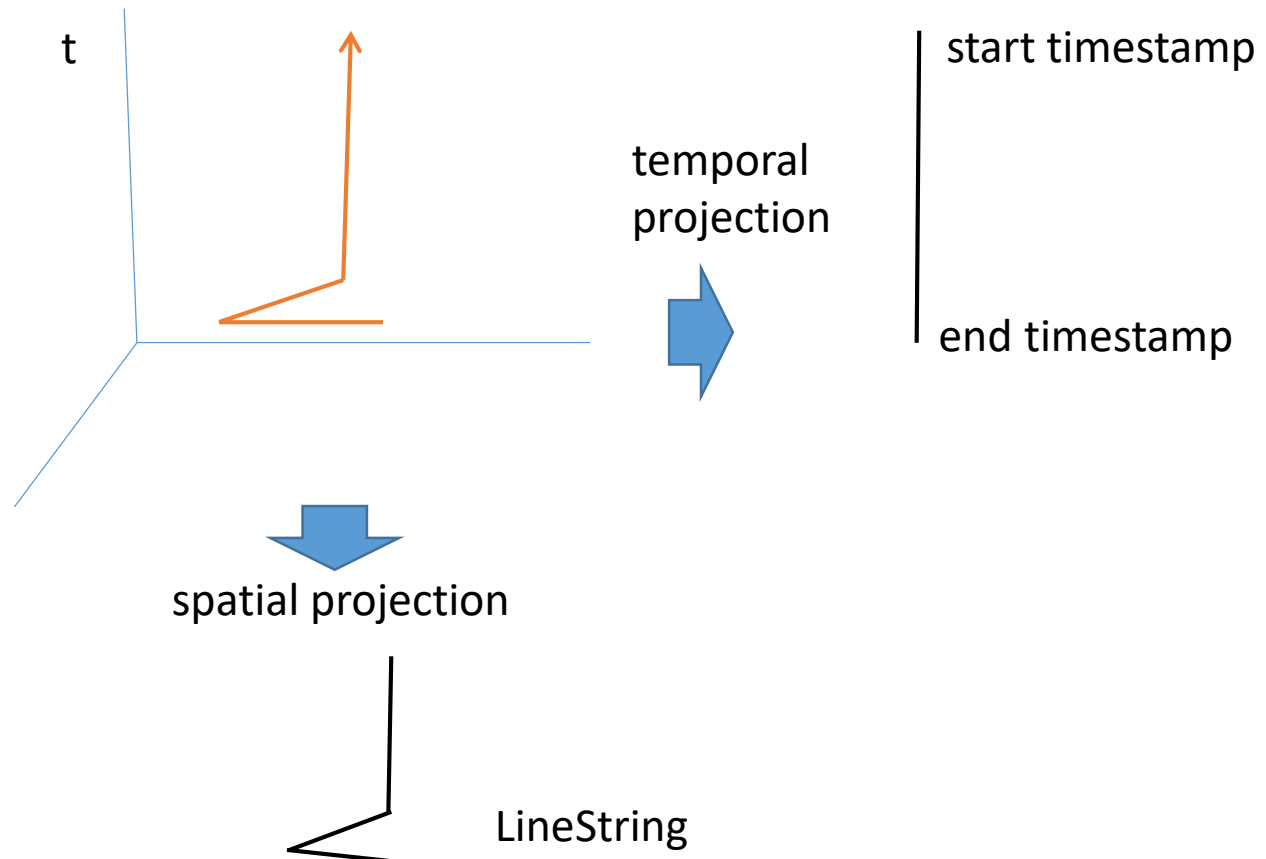 t
start timestamp
temporal
projection
end timestamp
spatial projection
LineString